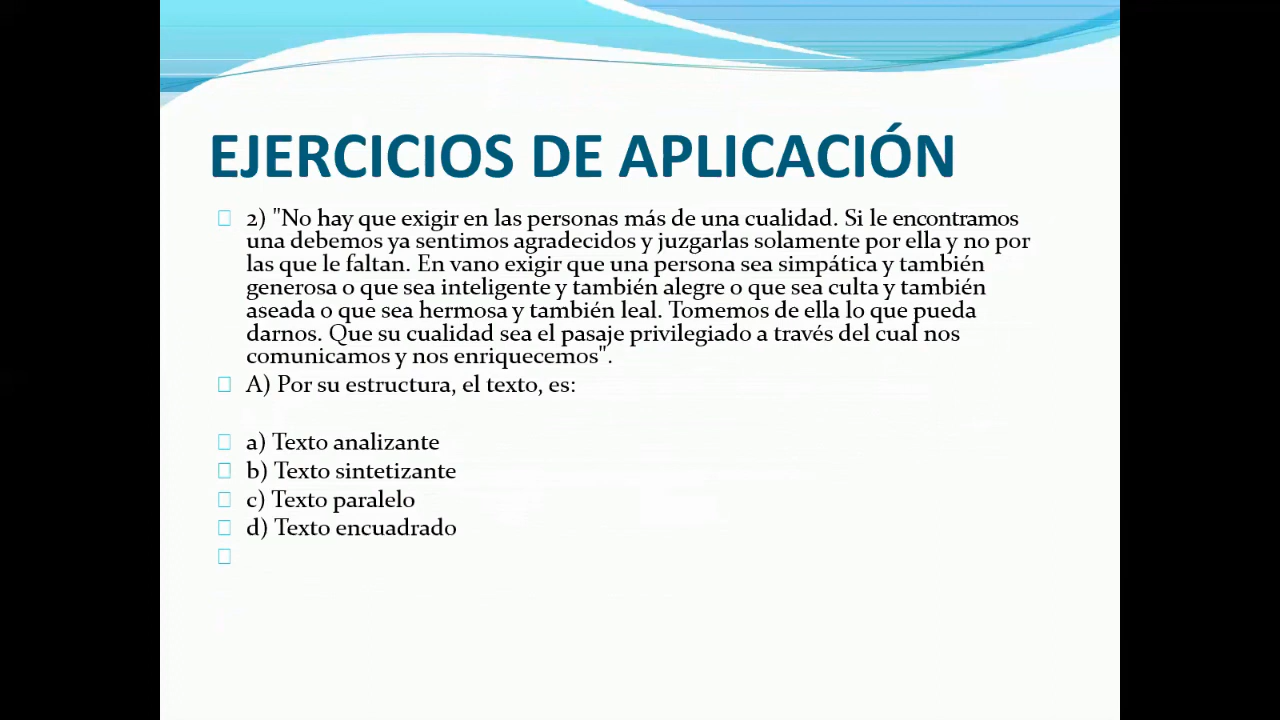 EJERCICIOS DE APLICACIÓN
2) "No hay que exigir en las personas más de una cualidad. Si le encontramos
una debemos ya sentimos agradecidos y juzgarlas solamente por ella y no por
las que le faltan. En vano exigir que una persona sea simpática y también
generosa o que sea inteligente y también alegre o que sea culta y también
aseada o que sea hermosa y también leal. Tomemos de ella lo que pueda
darnos. Que su cualidad sea el pasaje privilegiado a través del cual nos
comunicamos y nos enriquecemos".
A) Por su estructura, el texto, es:
a) Texto analizante
b) Texto sintetizante
c) Texto paralelo
d) Texto encuadrado